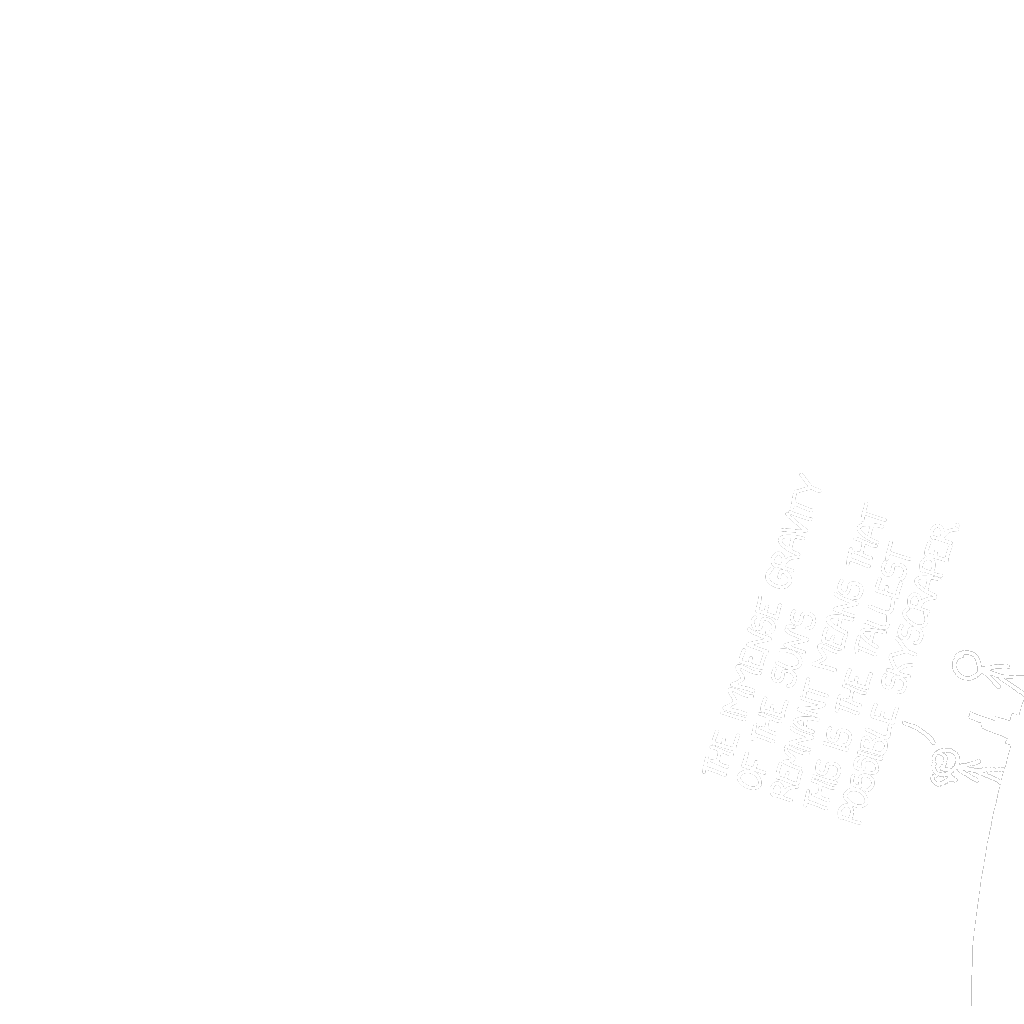 THE IMMENSE GRAVITY
OF THE SUN'S
REMNANT MEANS THAT
THIS IS THE TALLEST
POSSIBLE SKYSCRAPER.